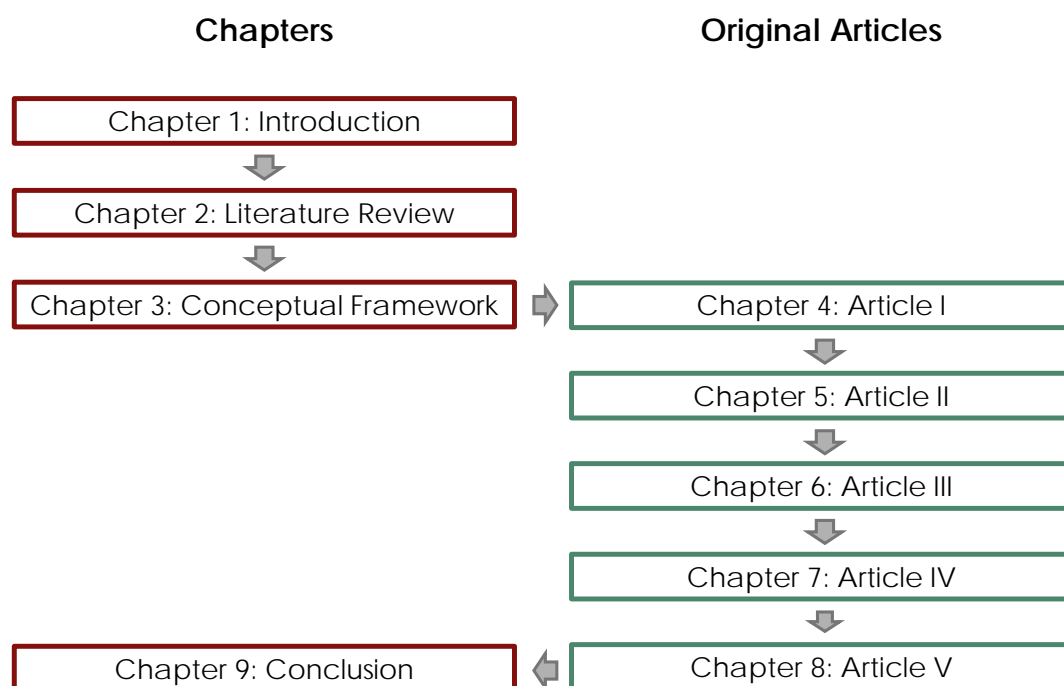 Chapters
Original Articles
Chapter 1: Introduction
Chapter 2: Literature Review
Chapter 3: Conceptual Framework
Chapter 4: Article I
Chapter 5: Article II
Chapter 6: Article III
Chapter 7: Article IV
Chapter 8: Article V
Chapter 9: Conclusion